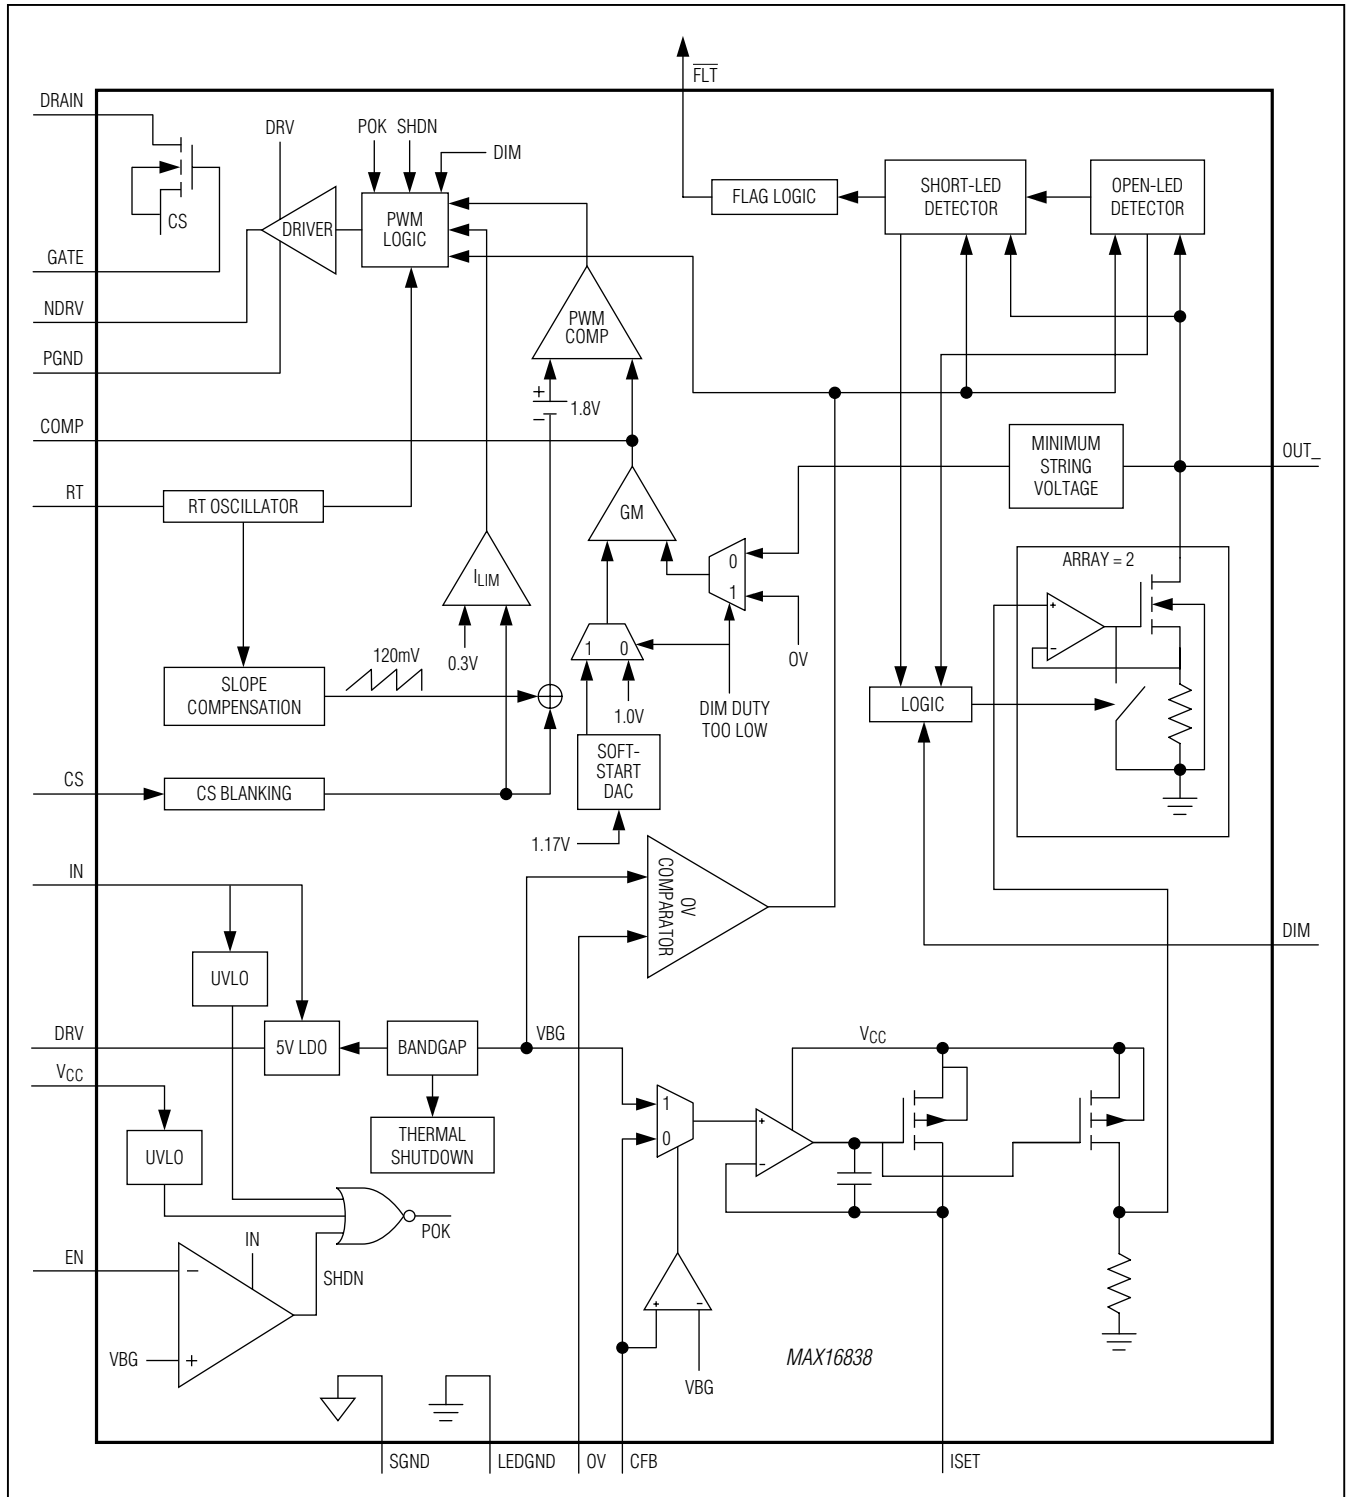 FLT
DRAIN
DRV
POK
SHDN
DIM
FLAG LOGIC
SHORT-LED
DETECTOR
OPEN-LED
DETECTOR
CS
DRIVER
PWM
LOGIC
GATE
NDRV
PGND
PWM
COMP
+
−
1.8V
COMP
MINIMUM
STRING
VOLTAGE
OUT_
RT
RT OSCILLATOR
GM
0
1
ILIM
ARRAY = 2
+
-
0.3V
1
0
0V
120mV
SLOPE
COMPENSATION
1.0V
DIM DUTY
TOO LOW
LOGIC
SOFT-
START
DAC
CS
CS BLANKING
1.17V
IN
OV
COMPARATOR
DIM
UVLO
DRV
5V LDO
BANDGAP
VBG
VCC
VCC
1
0
+
-
THERMAL
SHUTDOWN
UVLO
POK
IN
EN
−
SHDN
+
-
VBG
+
VBG
MAX16838
SGND
LEDGND
OV
CFB
ISET